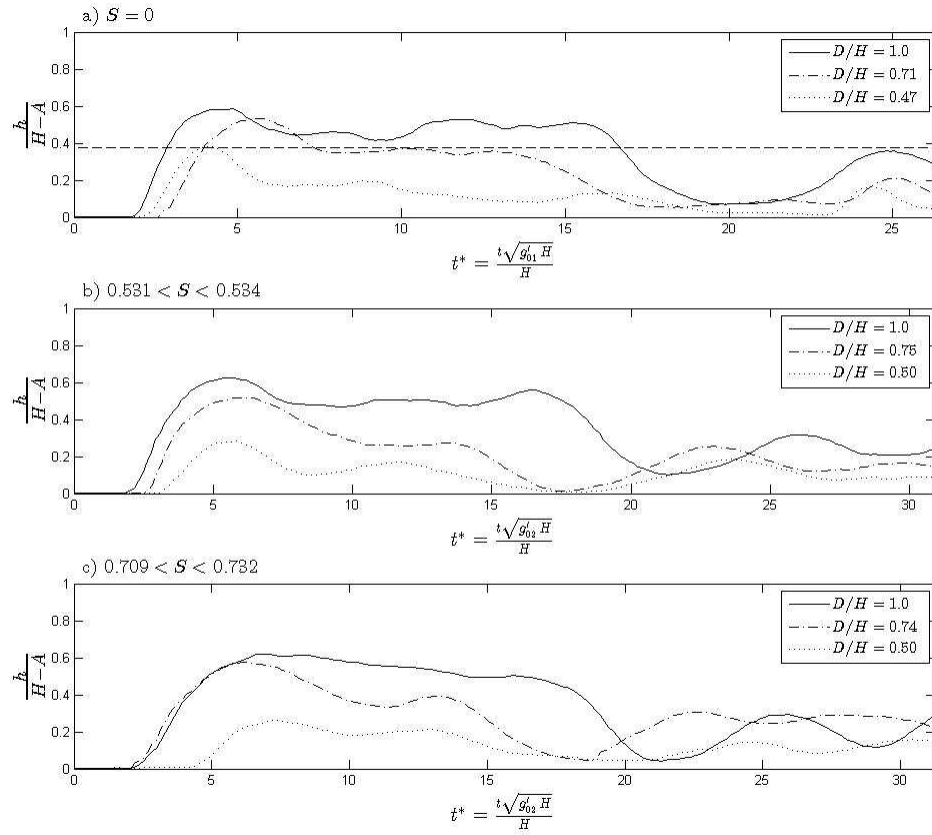 a) S = 0
1
0.8
0.6
0.4
0.2
0
h
H−A
D/H = 1.0
D/H = 0.71
D/H = 0.47
0 5 10 15 20 25
t* = t√g′01 H / H
b) 0.531 < S < 0.534
1
0.8
0.6
0.4
0.2
0
h
H−A
D/H = 1.0
D/H = 0.75
D/H = 0.50
0 5 10 15 20 25 30
t* = t√g′02 H / H
c) 0.709 < S < 0.732
1
0.8
0.6
0.4
0.2
0
h
H−A
D/H = 1.0
D/H = 0.74
D/H = 0.50
0 5 10 15 20 25 30
t* = t√g′02 H / H